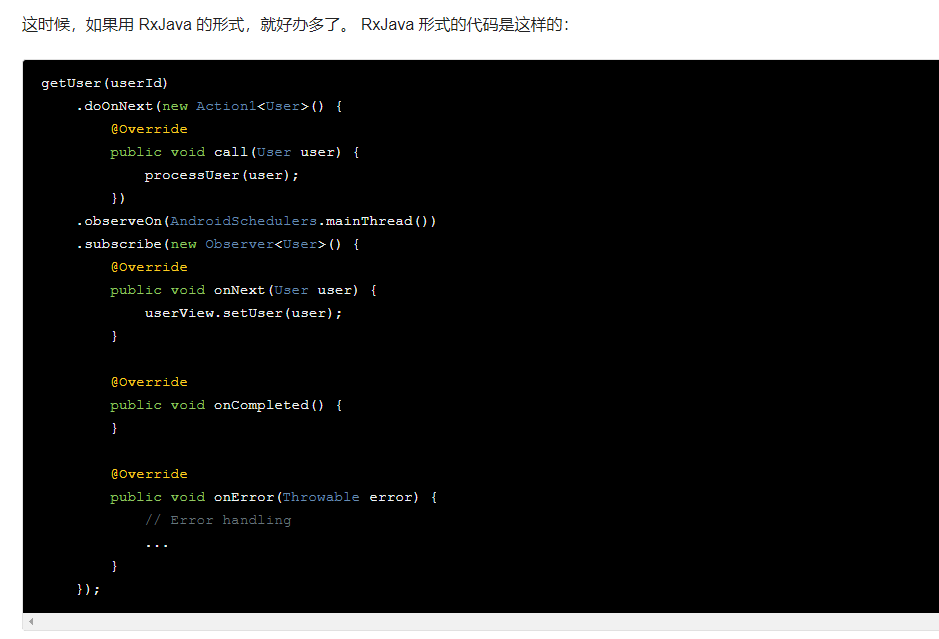 这时候，如果用 RxJava 的形式，就好办多了。 RxJava 形式的代码是这样的：
getUser(userId)
    .doOnNext(new Action1<User>() {
        @Override
        public void call(User user) {
            processUser(user);
        })
    .observeOn(AndroidSchedulers.mainThread())
    .subscribe(new Observer<User>() {
        @Override
        public void onNext(User user) {
            userView.setUser(user);
        }

        @Override
        public void onCompleted() {
        }

        @Override
        public void onError(Throwable error) {
            // Error handling
            ...
        }
    });